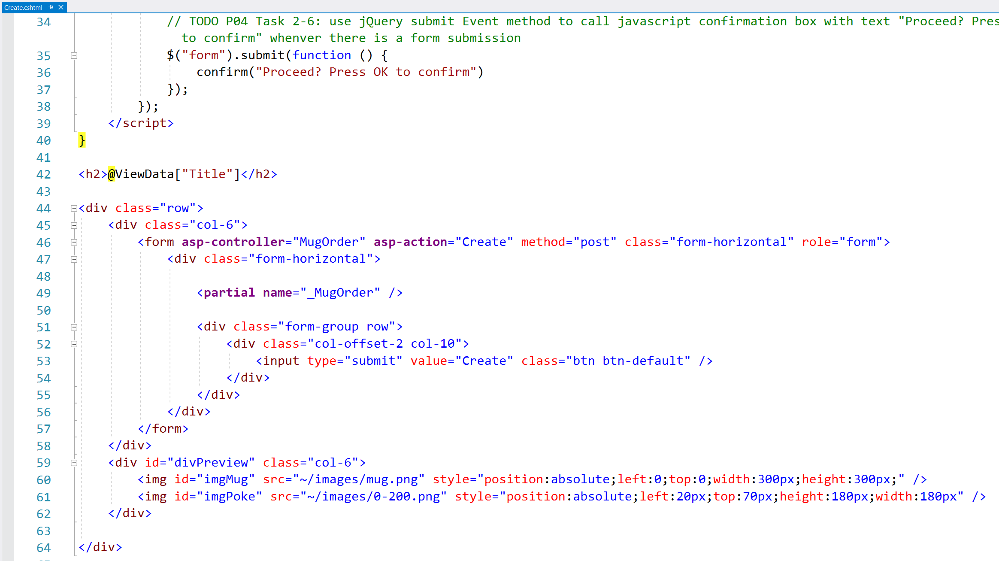 Create.cshtml
34 // TODO P04 Task 2-6: use jQuery submit Event method to call javascript confirmation box with text "Proceed? Pres
to confirm" whenver there is a form submission
35 $("form").submit(function () {
36 confirm("Proceed? Press OK to confirm")
37 });
38 });
39 </script>
40 }
41
42 <h2>@ViewData["Title"]</h2>
43
44 <div class="row">
45 <div class="col-6">
46 <form asp-controller="MugOrder" asp-action="Create" method="post" class="form-horizontal" role="form">
47 <div class="form-horizontal">
48
49 <partial name="_MugOrder" />
50
51 <div class="form-group row">
52 <div class="col-offset-2 col-10">
53 <input type="submit" value="Create" class="btn btn-default" />
54 </div>
55 </div>
56 </div>
57 </form>
58 </div>
59 <div id="divPreview" class="col-6">
60 <img id="imgMug" src="~/images/mug.png" style="position:absolute;left:0;top:0;width:300px;height:300px;" />
61 <img id="imgPoke" src="~/images/0-200.png" style="position:absolute;left:20px;top:70px;height:180px;width:180px" />
62 </div>
63
64 </div>